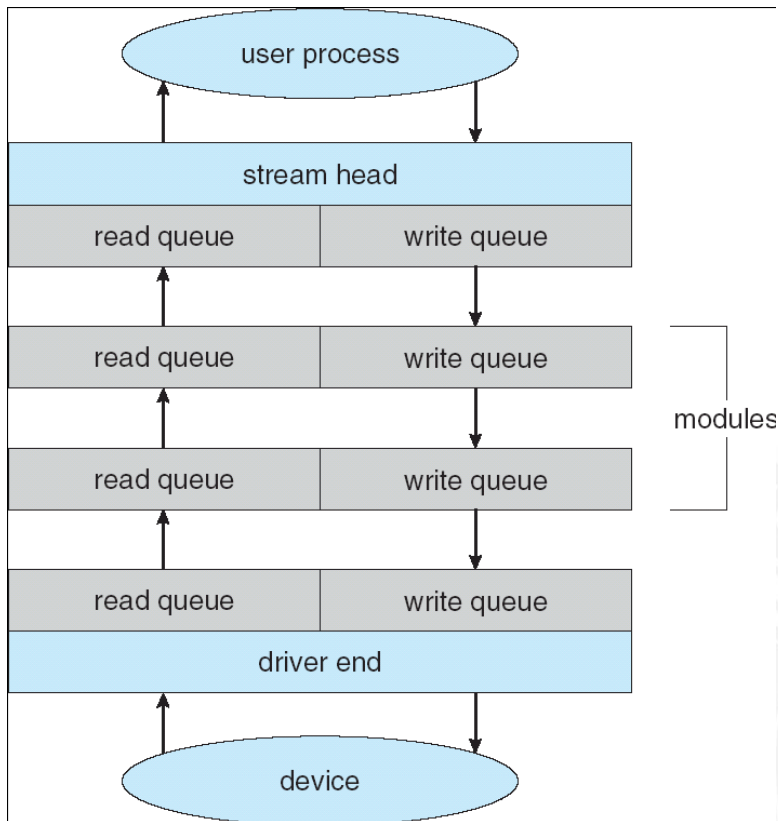 user process
stream head
read queue write queue
read queue write queue
modules
read queue write queue
read queue write queue
driver end
device